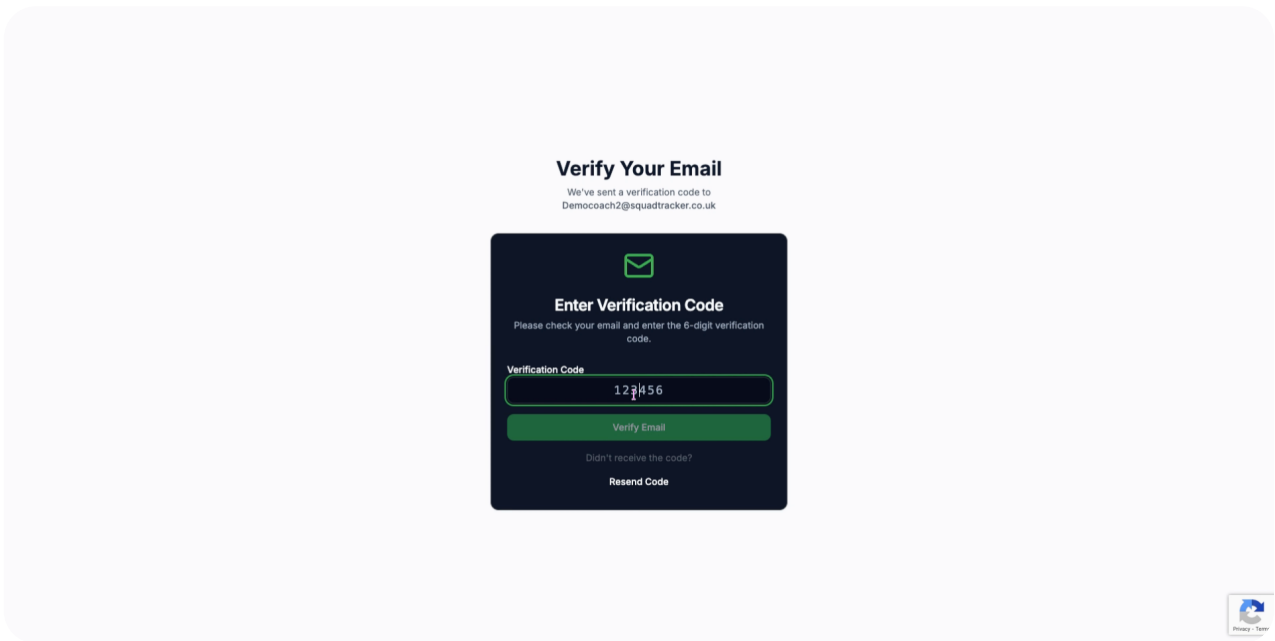 Verify Your Email
We've sent a verification code to
Democoach2@squadtracker.co.uk
Enter Verification Code
Please check your email and enter the 6-digit verification
code.
Verification Code
123456
Verify Email
Didn't receive the code?
Resend Code
Privacy - Term